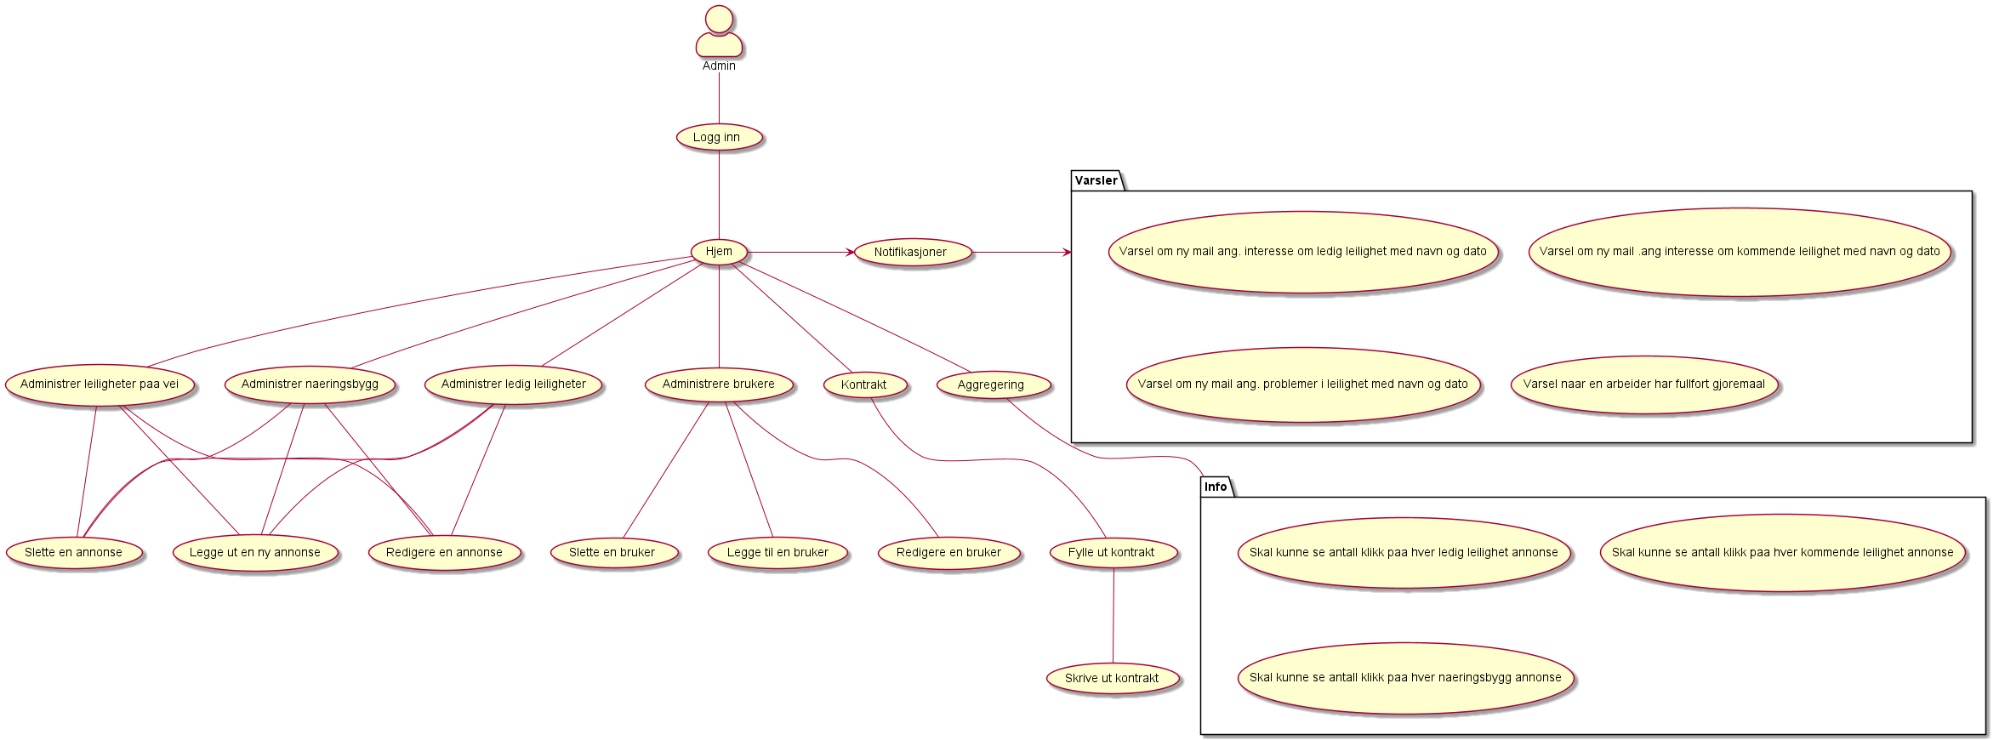 Admin
Logg inn
Varsler
Hjem
Notifikasjoner
Varsel om ny mail ang. interesse om ledig leilighet med navn og dato
Varsel om ny mail .ang interesse om kommende leilighet med navn og dato
Administrer leiligheter paa vei
Administrer naeringsbygg
Administrer ledig leiligheter
Administrere brukere
Kontrakt
Aggregering
Varsel om ny mail ang. problemer i leilighet med navn og dato
Varsel naar en arbeider har fullfort gjoremaal
Info
Slette en annonse
Legge ut en ny annonse
Redigere en annonse
Slette en bruker
Legge til en bruker
Redigere en bruker
Fylle ut kontrakt
Skal kunne se antall klikk paa hver ledig leilighet annonse
Skal kunne se antall klikk paa hver kommende leilighet annonse
Skrive ut kontrakt
Skal kunne se antall klikk paa hver naeringsbygg annonse